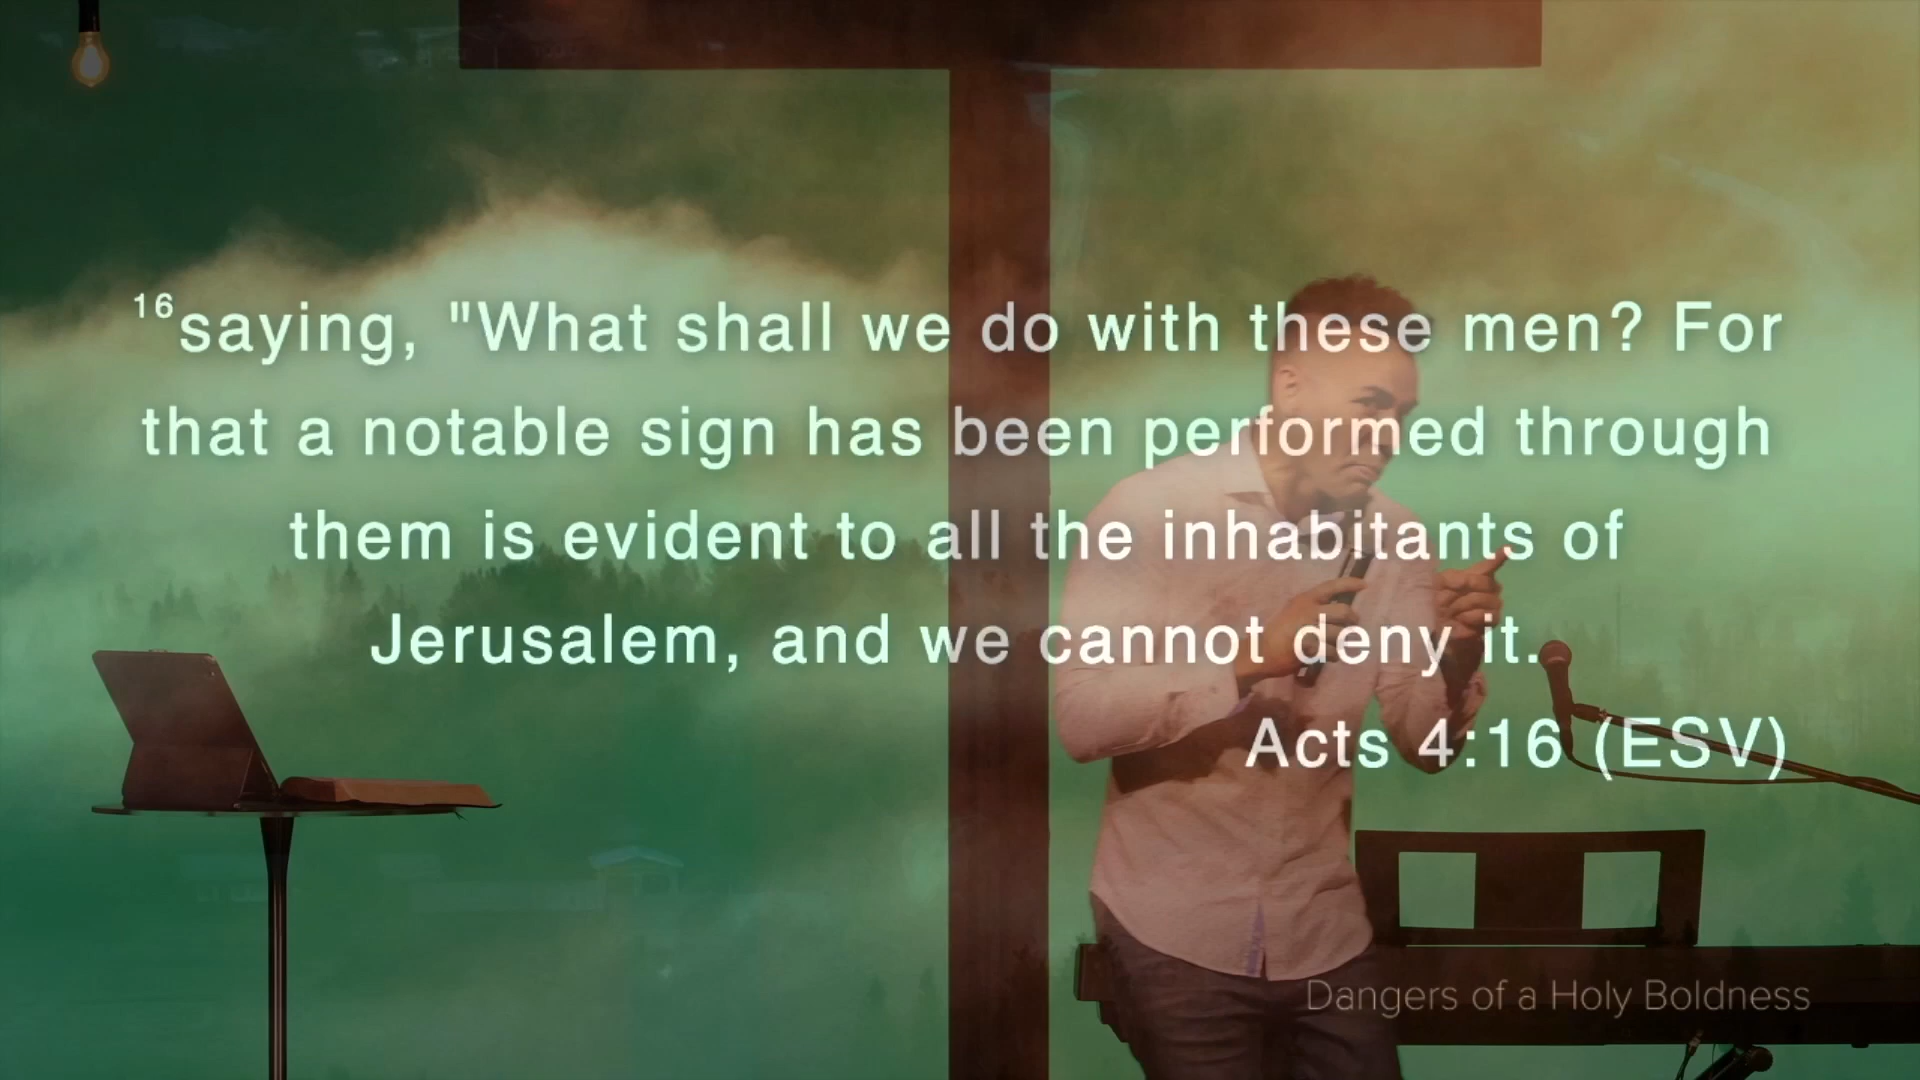 16saying, "What shall we do with these men? For
that a notable sign has been performed through
them is evident to all the inhabitants of
Jerusalem, and we cannot deny it.
Acts 4:16 (ESV)
Dangers of a Holy Boldness